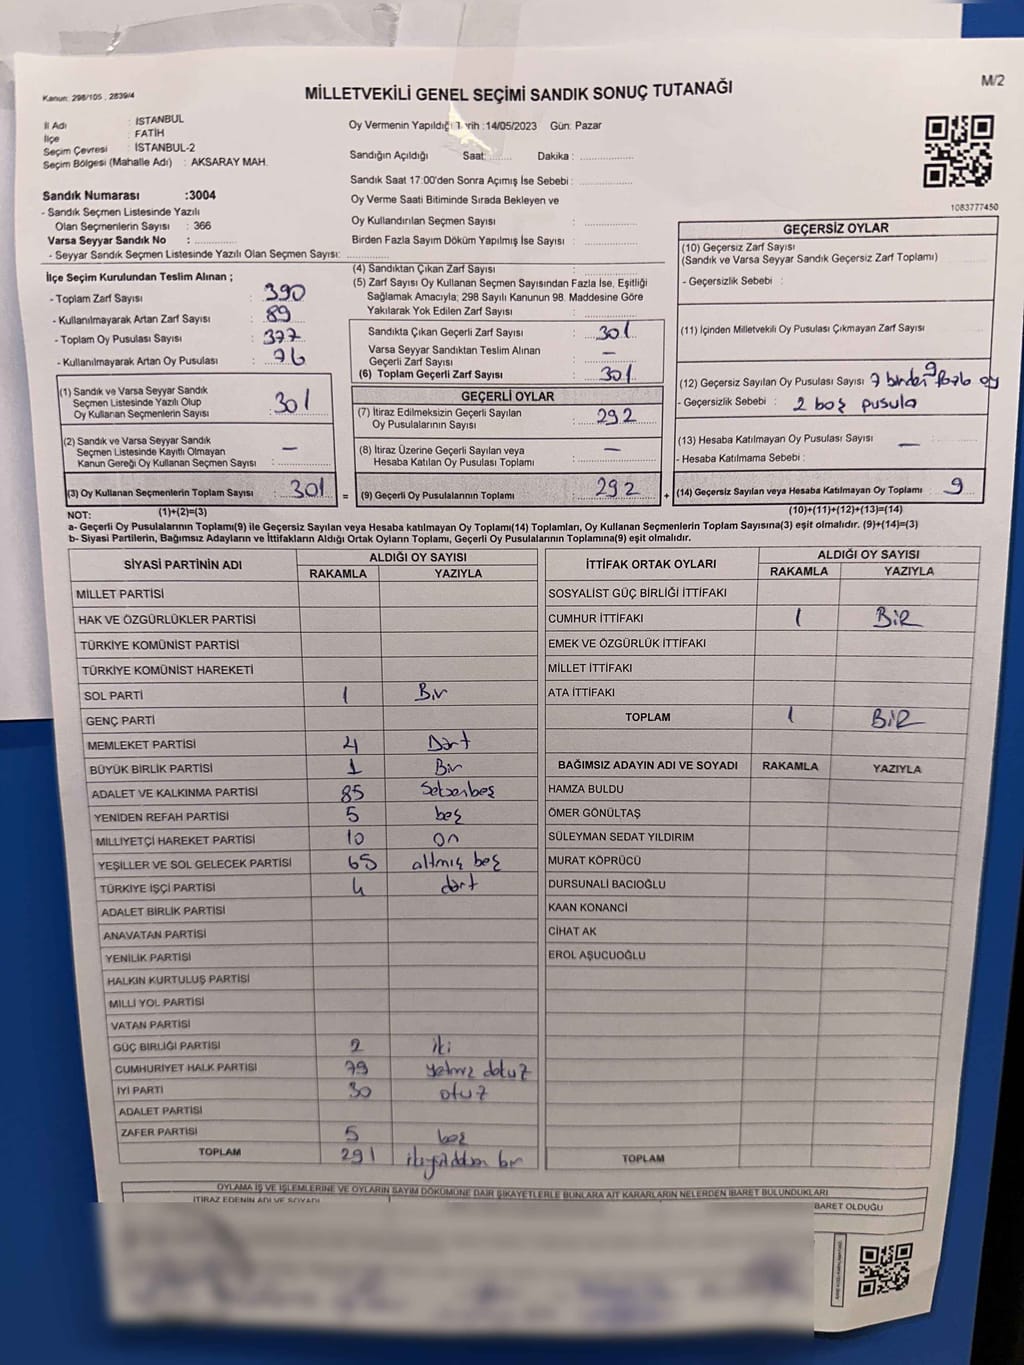 Kanun: 298/105 , 2839/4
MİLLETVEKİLİ GENEL SEÇİMİ SANDIK SONUÇ TUTANAĞI
M/2
İl Adı : İSTANBUL
İlçe : FATİH
Seçim Çevresi : İSTANBUL-2
Seçim Bölgesi (Mahalle Adı) : AKSARAY MAH.
Sandık Numarası :3004
- Sandık Seçmen Listesinde Yazılı
Olan Seçmenlerin Sayısı : 366
Varsa Seyyar Sandık No :
- Seyyar Sandık Seçmen Listesinde Yazılı Olan Seçmen Sayısı:
Oy Vermenin Yapıldığı Tarih :14/05/2023 Gün: Pazar
Sandığın Açıldığı Saat: Dakika :
Sandık Saat 17:00'den Sonra Açımış İse Sebebi :
Oy Verme Saati Bitiminde Sırada Bekleyen ve
Oy Kullandırılan Seçmen Sayısı :
Birden Fazla Sayım Döküm Yapılmış İse Sayısı :
1083777450
İlçe Seçim Kurulundan Teslim Alınan ;
- Toplam Zarf Sayısı : 390
- Kullanılmayarak Artan Zarf Sayısı : 89
- Toplam Oy Pusulası Sayısı : 377
- Kullanılmayarak Artan Oy Pusulası : 76
(1) Sandık ve Varsa Seyyar Sandık
Seçmen Listesinde Yazılı Olup
Oy Kullanan Seçmenlerin Sayısı : 301
(2) Sandık ve Varsa Seyyar Sandık
Seçmen Listesinde Kayıtlı Olmayan
Kanun Gereği Oy Kullanan Seçmen Sayısı : —
(3) Oy Kullanan Seçmenlerin Toplam Sayısı : 301
(1)+(2)=(3)
(4) Sandıktan Çıkan Zarf Sayısı :
(5) Zarf Sayısı Oy Kullanan Seçmen Sayısından Fazla İse, Eşitliği
Sağlamak Amacıyla; 298 Sayılı Kanunun 98. Maddesine Göre
Yakılarak Yok Edilen Zarf Sayısı :
Sandıkta Çıkan Geçerli Zarf Sayısı : 301
Varsa Seyyar Sandıktan Teslim Alınan
Geçerli Zarf Sayısı : —
(6) Toplam Geçerli Zarf Sayısı : 301
GEÇERLİ OYLAR
(7) İtiraz Edilmeksizin Geçerli Sayılan
Oy Pusulalarının Sayısı : 292
(8) İtiraz Üzerine Geçerli Sayılan veya
Hesaba Katılan Oy Pusulası Toplamı : —
= (9) Geçerli Oy Pusulalarının Toplamı : 292
GEÇERSİZ OYLAR
(10) Geçersiz Zarf Sayısı
(Sandık ve Varsa Seyyar Sandık Geçersiz Zarf Toplamı) :
- Geçersizlik Sebebi :
(11) İçinden Milletvekili Oy Pusulası Çıkmayan Zarf Sayısı :
9
(12) Geçersiz Sayılan Oy Pusulası Sayısı 7 birden fazla oy
- Geçersizlik Sebebi : 2 boş pusula
(13) Hesaba Katılmayan Oy Pusulası Sayısı : —
- Hesaba Katılmama Sebebi :
+ (14) Geçersiz Sayılan veya Hesaba Katılmayan Oy Toplamı : 9
(10)+(11)+(12)+(13)=(14)
NOT:
a- Geçerli Oy Pusulalarının Toplamı(9) ile Geçersiz Sayılan veya Hesaba katılmayan Oy Toplamı(14) Toplamları, Oy Kullanan Seçmenlerin Toplam Sayısına(3) eşit olmalıdır. (9)+(14)=(3)
b- Siyasi Partilerin, Bağımsız Adayların ve İttifakların Aldığı Ortak Oyların Toplamı, Geçerli Oy Pusulalarının Toplamına(9) eşit olmalıdır.
SİYASİ PARTİNİN ADI ALDIĞI OY SAYISI
RAKAMLA YAZIYLA
MİLLET PARTİSİ
HAK VE ÖZGÜRLÜKLER PARTİSİ
TÜRKİYE KOMÜNİST PARTİSİ
TÜRKİYE KOMÜNİST HAREKETİ
SOL PARTİ 1 Bir
GENÇ PARTİ
MEMLEKET PARTİSİ 4 Dört
BÜYÜK BİRLİK PARTİSİ 1 Bir
ADALET VE KALKINMA PARTİSİ 85 Seksenbeş
YENİDEN REFAH PARTİSİ 5 beş
MİLLİYETÇİ HAREKET PARTİSİ 10 on
YEŞİLLER VE SOL GELECEK PARTİSİ 65 altmış beş
TÜRKİYE İŞÇİ PARTİSİ 4 dört
ADALET BİRLİK PARTİSİ
ANAVATAN PARTİSİ
YENİLİK PARTİSİ
HALKIN KURTULUŞ PARTİSİ
MİLLİ YOL PARTİSİ
VATAN PARTİSİ
GÜÇ BİRLİĞİ PARTİSİ 2 iki
CUMHURİYET HALK PARTİSİ 79 yetmiş dokuz
İYİ PARTİ 30 otuz
ADALET PARTİSİ
ZAFER PARTİSİ 5 beş
TOPLAM 291 ikiyüzdoksan bir
İTTİFAK ORTAK OYLARI ALDIĞI OY SAYISI
RAKAMLA YAZIYLA
SOSYALİST GÜÇ BİRLİĞİ İTTİFAKI
CUMHUR İTTİFAKI 1 BİR
EMEK VE ÖZGÜRLÜK İTTİFAKI
MİLLET İTTİFAKI
ATA İTTİFAKI
TOPLAM 1 BİR
BAĞIMSIZ ADAYIN ADI VE SOYADI RAKAMLA YAZIYLA
HAMZA BULDU
ÖMER GÖNÜLTAŞ
SÜLEYMAN SEDAT YILDIRIM
MURAT KÖPRÜCÜ
DURSUNALİ BACIOĞLU
KAAN KONANCİ
CİHAT AK
EROL AŞUCUOĞLU
TOPLAM
OYLAMA İŞ VE İŞLEMLERİNE VE OYLARIN SAYIM DÖKÜMÜNE DAİR ŞİKAYETLERLE BUNLARA AİT KARARLARIN NELERDEN İBARET BULUNDUKLARI
İTİRAZ EDENİN ADI VE SOYADI
BARET OLDUĞU